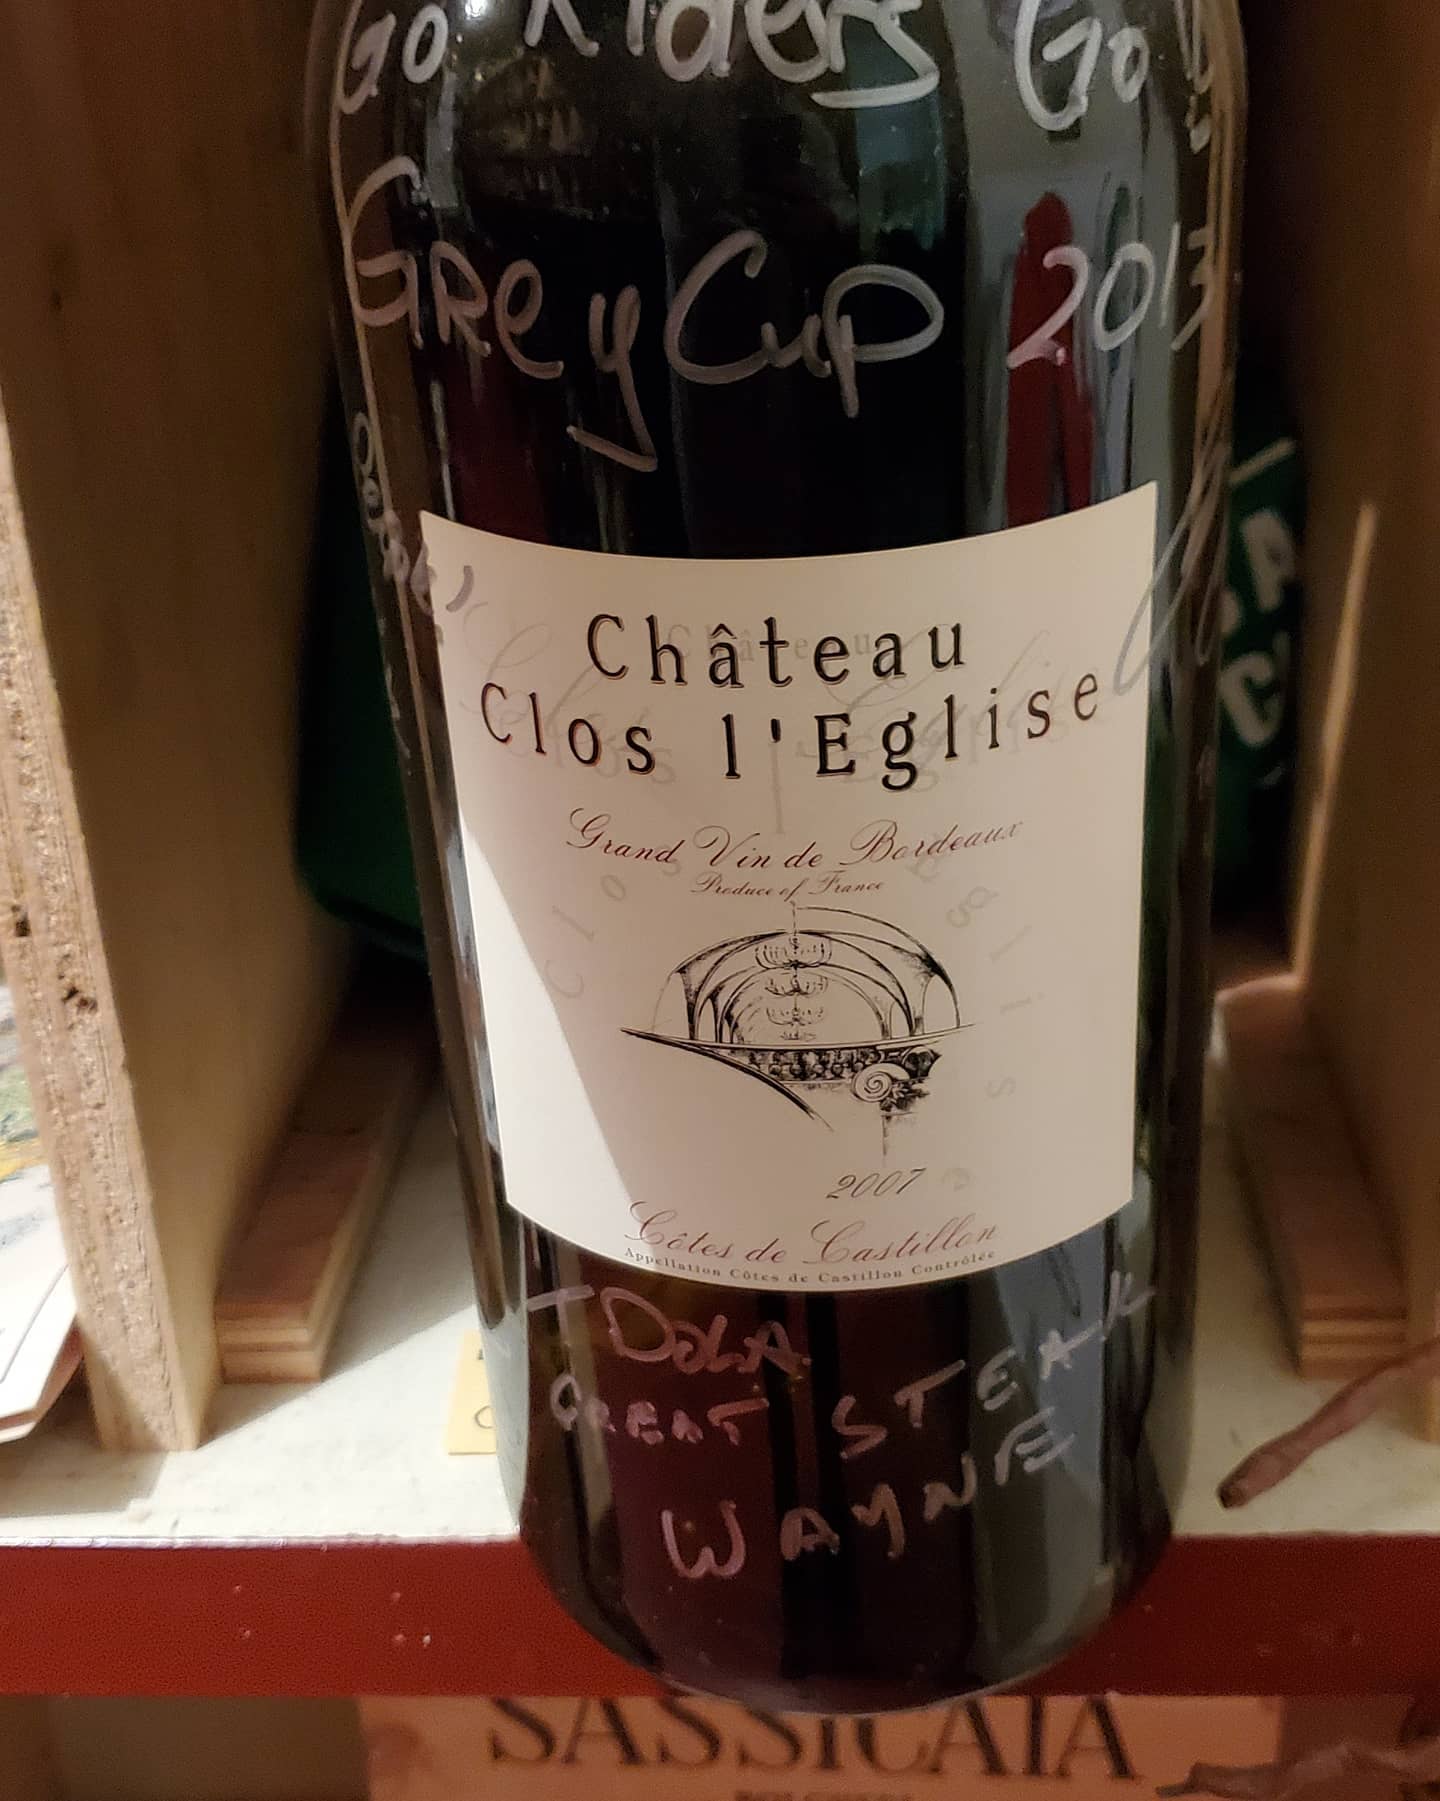 Go Riders Go
Grey Cup 2013
Château
Clos l'Eglise
Grand Vin de Bordeaux
Produce of France
2007
Côtes de Castillon
Appellation Côtes de Castillon Contrôlée
GREAT STEAK
WAYNE
SASSICAIA